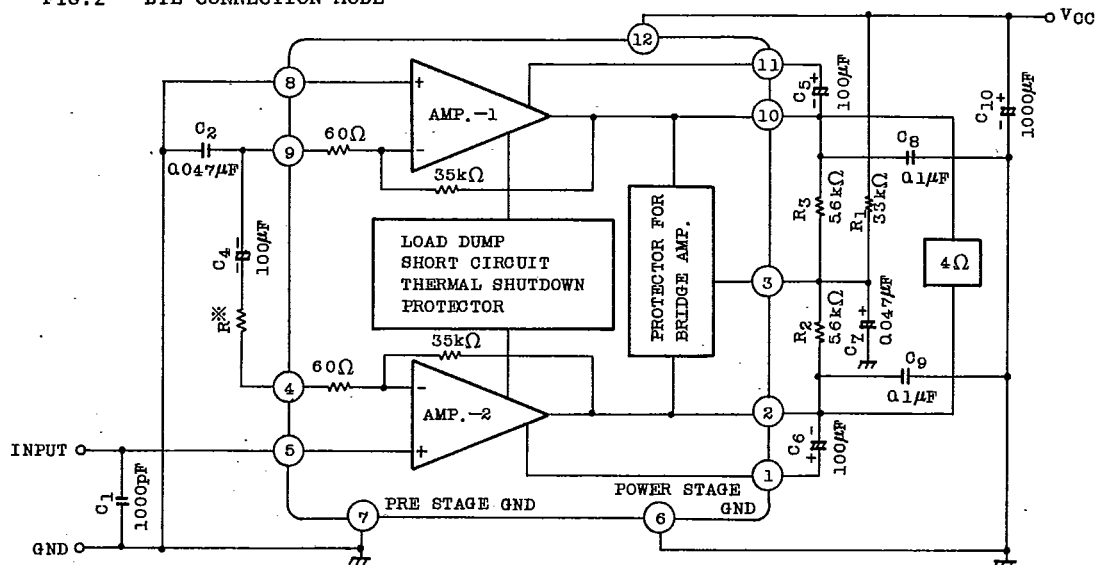 FIG.2 BTL CONNECTION MODE
VCC
12
11
8
+
AMP.-1
C5
+
-
100μF
C10
+
-
1000μF
10
C2
60Ω
9
-
0.047μF
C8
35kΩ
0.1μF
C4
-
100μF
LOAD DUMP
SHORT CIRCUIT
THERMAL SHUTDOWN
PROTECTOR
PROTECTOR FOR
BRIDGE AMP.
R3
5.6kΩ
R1
33kΩ
4Ω
3
R※
R2
5.6kΩ
C7
+
0.047μF
35kΩ
C9
60Ω
0.1μF
4
-
AMP.-2
2
INPUT
5
+
C6
-
+
100μF
1
C1
1000pF
POWER STAGE
GND
PRE STAGE GND
7
6
GND